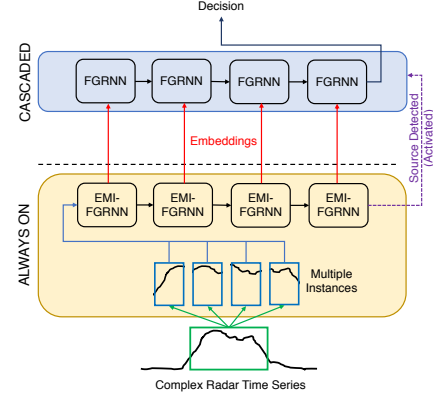 Decision
CASCADED
FGRNN
FGRNN
FGRNN
FGRNN
Embeddings
Source Detected
(Activated)
ALWAYS ON
EMI-
FGRNN
EMI-
FGRNN
EMI-
FGRNN
EMI-
FGRNN
Multiple
Instances
Complex Radar Time Series